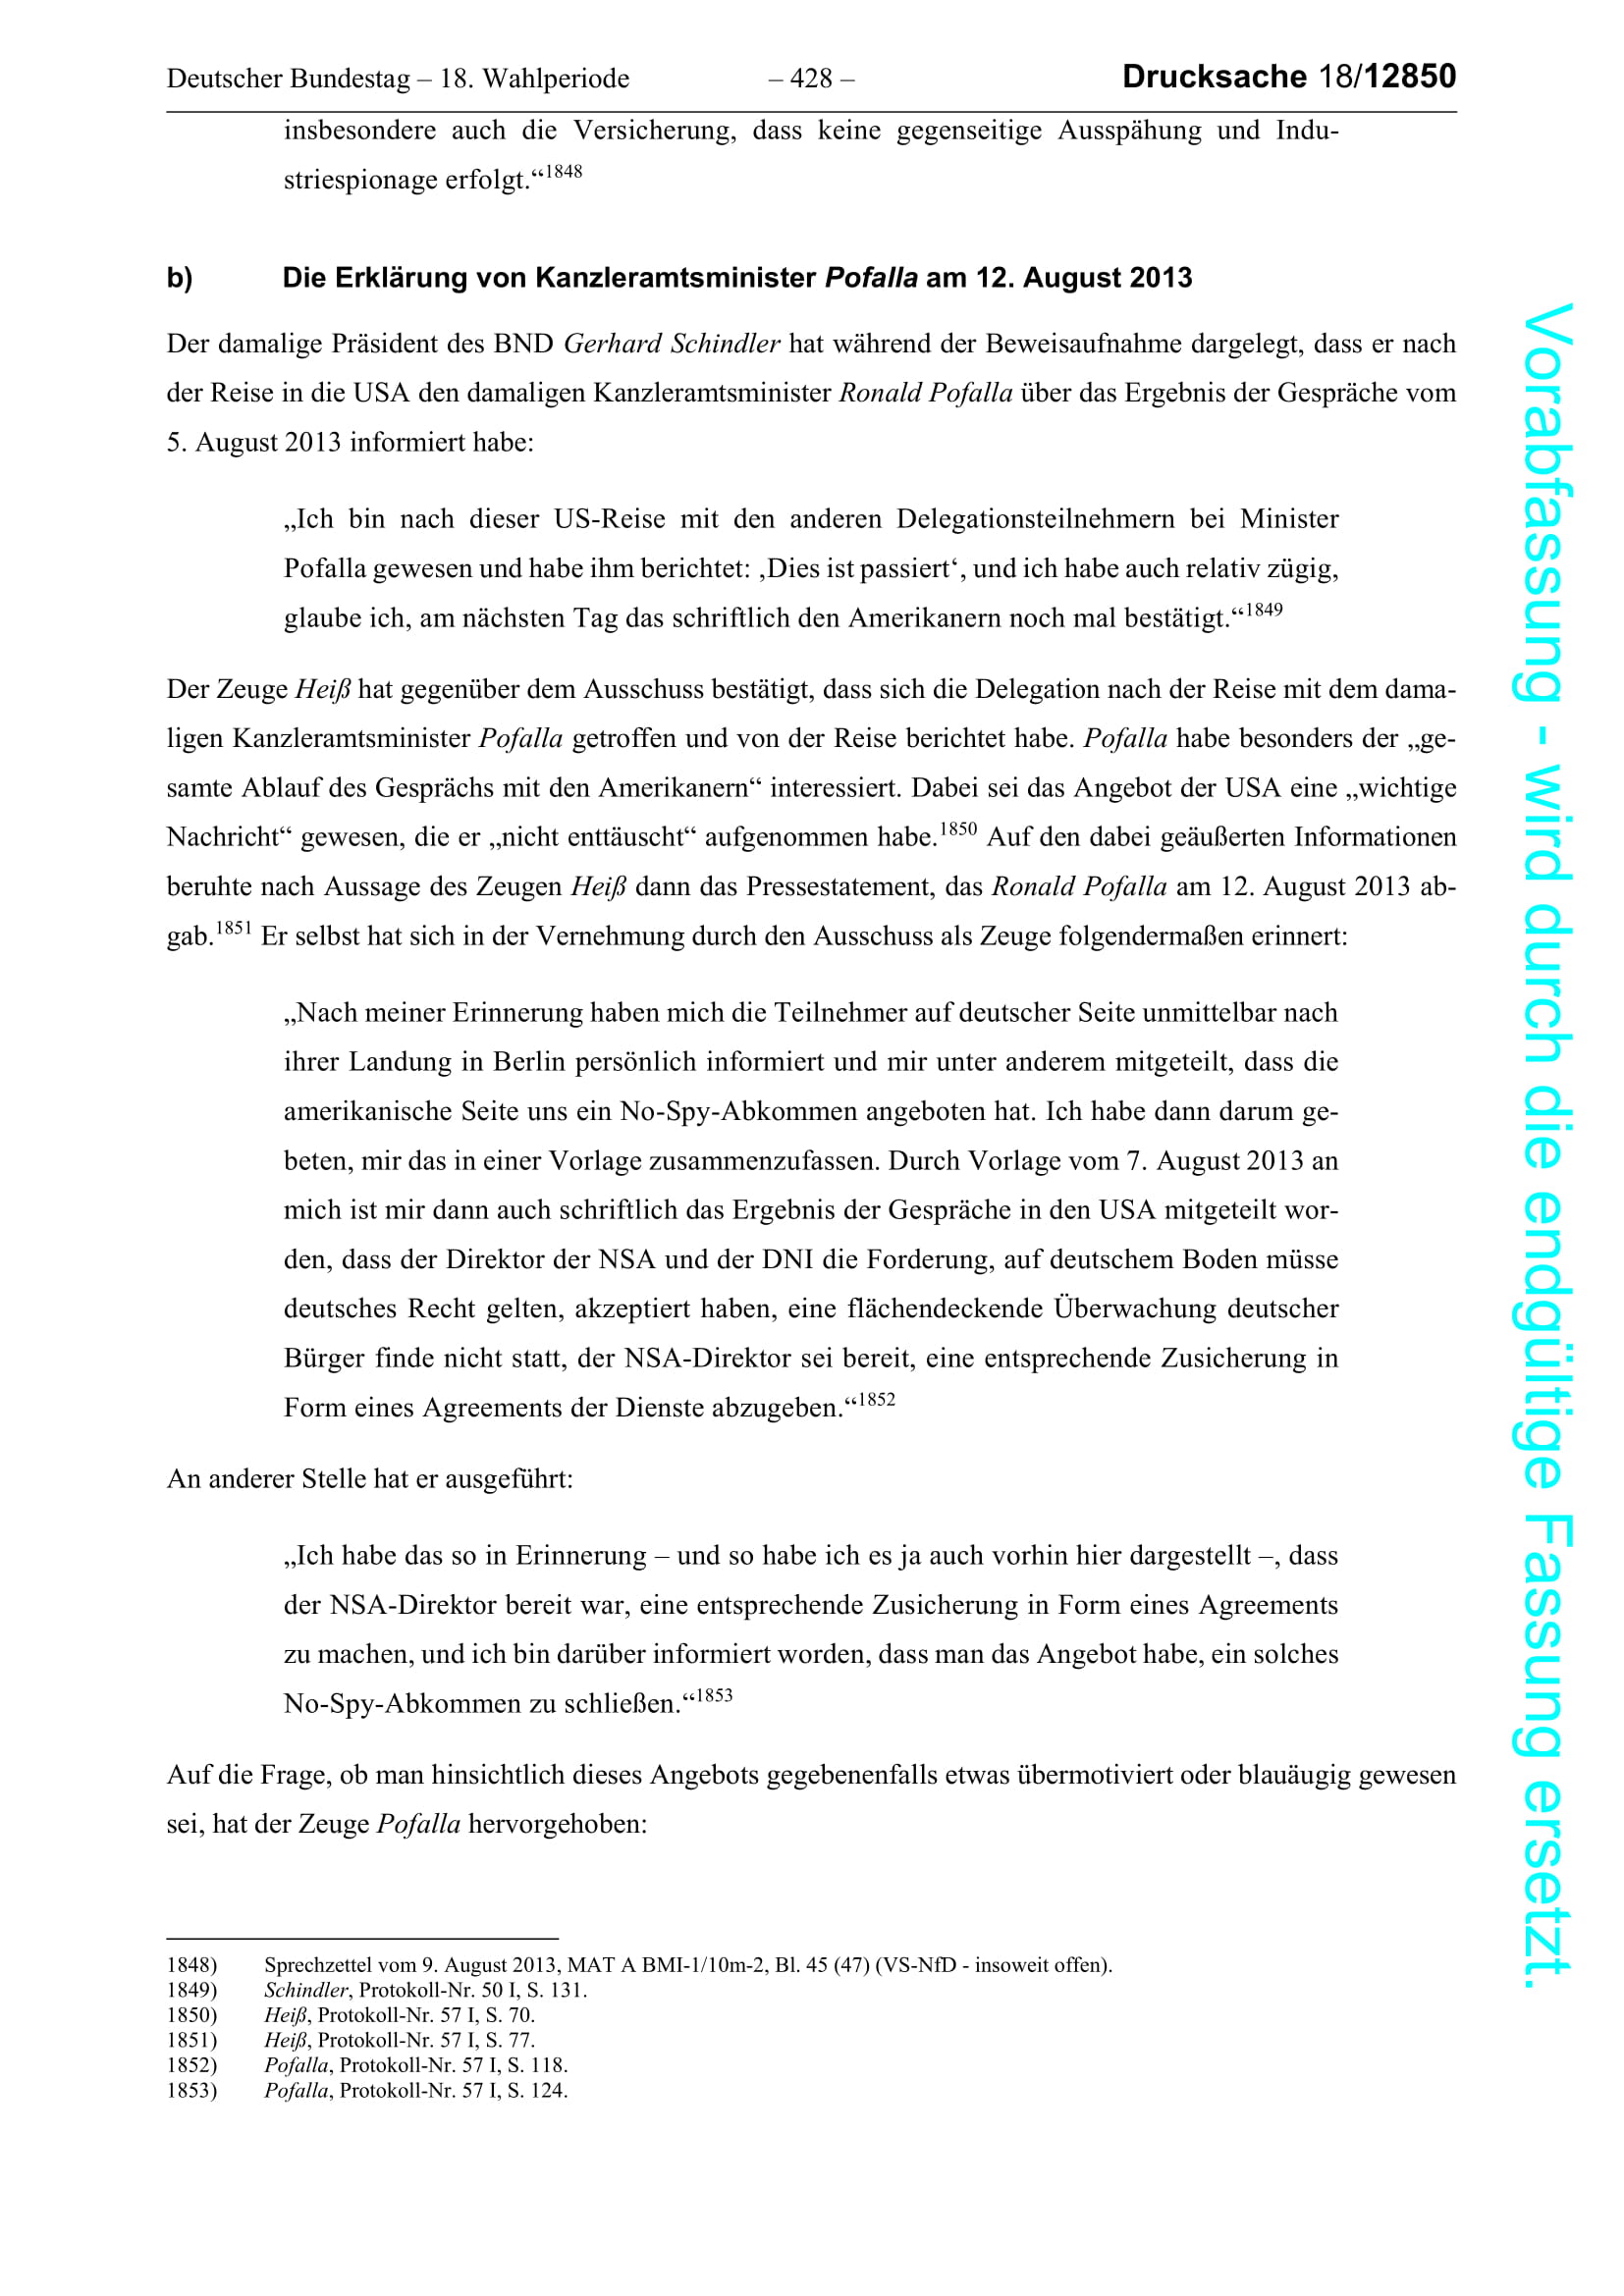 Deutscher Bundestag – 18. Wahlperiode – 428 – Drucksache 18/12850
insbesondere auch die Versicherung, dass keine gegenseitige Ausspähung und Indu-
striespionage erfolgt.“1848
b) Die Erklärung von Kanzleramtsminister Pofalla am 12. August 2013
Der damalige Präsident des BND Gerhard Schindler hat während der Beweisaufnahme dargelegt, dass er nach
der Reise in die USA den damaligen Kanzleramtsminister Ronald Pofalla über das Ergebnis der Gespräche vom
5. August 2013 informiert habe:
„Ich bin nach dieser US-Reise mit den anderen Delegationsteilnehmern bei Minister
Pofalla gewesen und habe ihm berichtet: ‚Dies ist passiert‘, und ich habe auch relativ zügig,
glaube ich, am nächsten Tag das schriftlich den Amerikanern noch mal bestätigt.“1849
Der Zeuge Heiß hat gegenüber dem Ausschuss bestätigt, dass sich die Delegation nach der Reise mit dem dama-
ligen Kanzleramtsminister Pofalla getroffen und von der Reise berichtet habe. Pofalla habe besonders der „ge-
samte Ablauf des Gesprächs mit den Amerikanern“ interessiert. Dabei sei das Angebot der USA eine „wichtige
Nachricht“ gewesen, die er „nicht enttäuscht“ aufgenommen habe.1850 Auf den dabei geäußerten Informationen
beruhte nach Aussage des Zeugen Heiß dann das Pressestatement, das Ronald Pofalla am 12. August 2013 ab-
gab.1851 Er selbst hat sich in der Vernehmung durch den Ausschuss als Zeuge folgendermaßen erinnert:
„Nach meiner Erinnerung haben mich die Teilnehmer auf deutscher Seite unmittelbar nach
ihrer Landung in Berlin persönlich informiert und mir unter anderem mitgeteilt, dass die
amerikanische Seite uns ein No-Spy-Abkommen angeboten hat. Ich habe dann darum ge-
beten, mir das in einer Vorlage zusammenzufassen. Durch Vorlage vom 7. August 2013 an
mich ist mir dann auch schriftlich das Ergebnis der Gespräche in den USA mitgeteilt wor-
den, dass der Direktor der NSA und der DNI die Forderung, auf deutschem Boden müsse
deutsches Recht gelten, akzeptiert haben, eine flächendeckende Überwachung deutscher
Bürger finde nicht statt, der NSA-Direktor sei bereit, eine entsprechende Zusicherung in
Form eines Agreements der Dienste abzugeben.“1852
An anderer Stelle hat er ausgeführt:
„Ich habe das so in Erinnerung – und so habe ich es ja auch vorhin hier dargestellt –, dass
der NSA-Direktor bereit war, eine entsprechende Zusicherung in Form eines Agreements
zu machen, und ich bin darüber informiert worden, dass man das Angebot habe, ein solches
No-Spy-Abkommen zu schließen.“1853
Auf die Frage, ob man hinsichtlich dieses Angebots gegebenenfalls etwas übermotiviert oder blauäugig gewesen
sei, hat der Zeuge Pofalla hervorgehoben:
1848) Sprechzettel vom 9. August 2013, MAT A BMI-1/10m-2, Bl. 45 (47) (VS-NfD - insoweit offen).
1849) Schindler, Protokoll-Nr. 50 I, S. 131.
1850) Heiß, Protokoll-Nr. 57 I, S. 70.
1851) Heiß, Protokoll-Nr. 57 I, S. 77.
1852) Pofalla, Protokoll-Nr. 57 I, S. 118.
1853) Pofalla, Protokoll-Nr. 57 I, S. 124.
Vorabfassung - wird durch die endgültige Fassung ersetzt.